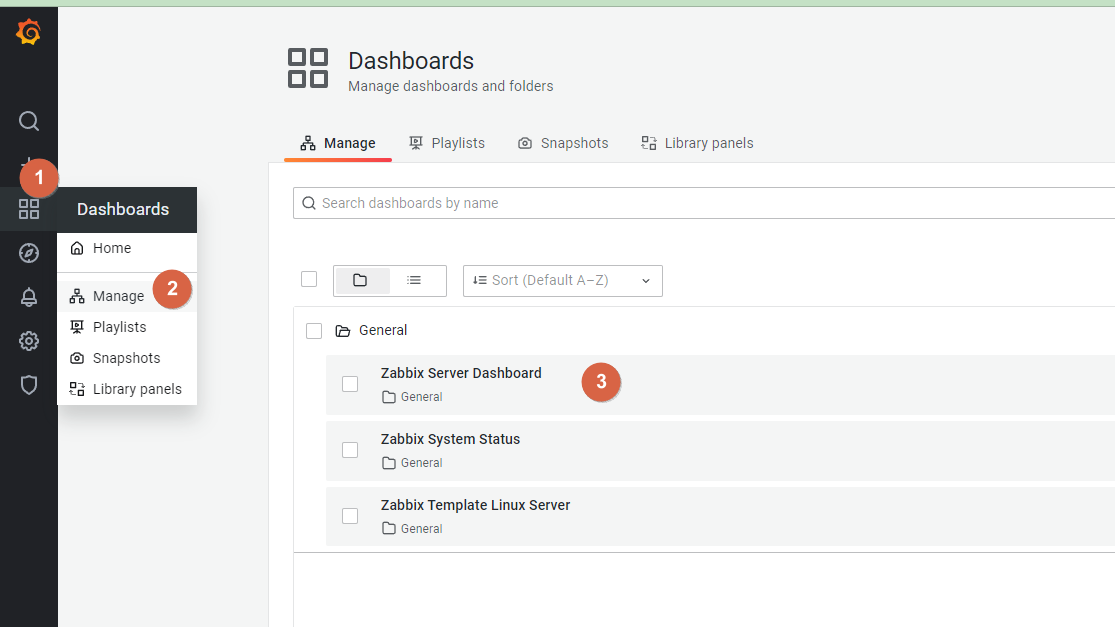 Dashboards
Manage dashboards and folders
Manage Playlists Snapshots Library panels
1
Dashboards
Search dashboards by name
Home
Manage
2
Playlists
Snapshots
Library panels
Sort (Default A–Z)
General
Zabbix Server Dashboard
General
3
Zabbix System Status
General
Zabbix Template Linux Server
General